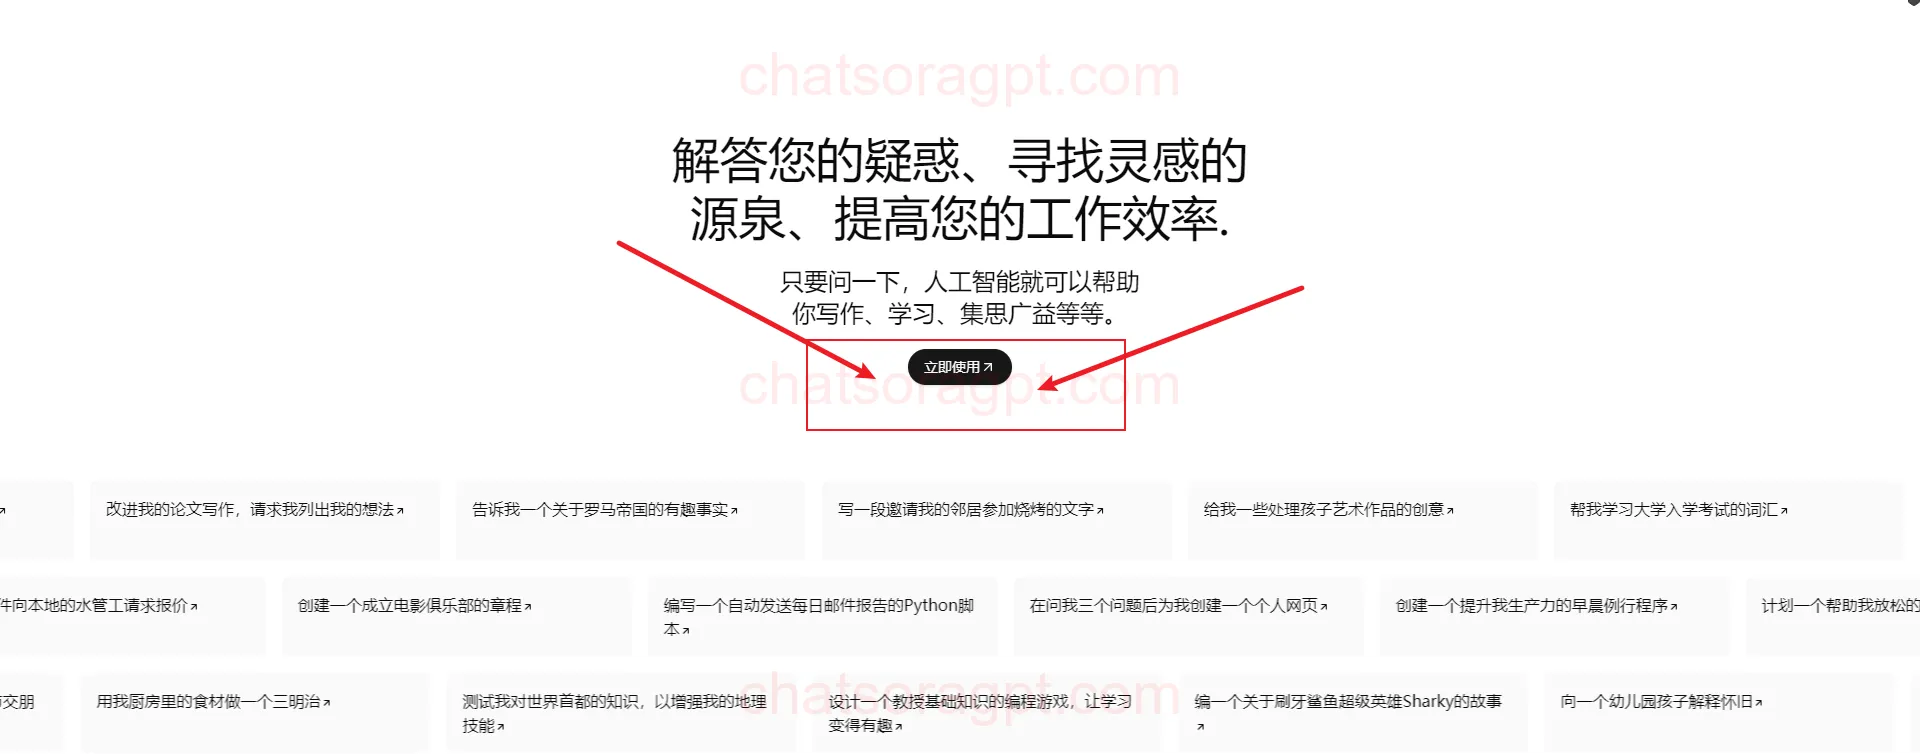 chatsoragpt.com
解答您的疑惑、寻找灵感的
源泉、提高您的工作效率.
只要问一下，人工智能就可以帮助
你写作、学习、集思广益等等。
立即使用↗
chatsoragpt.com
↗
改进我的论文写作，请求我列出我的想法↗
告诉我一个关于罗马帝国的有趣事实↗
写一段邀请我的邻居参加烧烤的文字↗
给我一些处理孩子艺术作品的创意↗
帮我学习大学入学考试的词汇↗
件向本地的水管工请求报价↗
创建一个成立电影俱乐部的章程↗
编写一个自动发送每日邮件报告的Python脚
本↗
在问我三个问题后为我创建一个个人网页↗
创建一个提升我生产力的早晨例行程序↗
计划一个帮助我放松的
交朋
用我厨房里的食材做一个三明治↗
测试我对世界首都的知识，以增强我的地理
技能↗
设计一个教授基础知识的编程游戏，让学习
变得有趣↗
编一个关于刷牙鲨鱼超级英雄Sharky的故事
↗
向一个幼儿园孩子解释怀旧↗
chatsoragpt.com